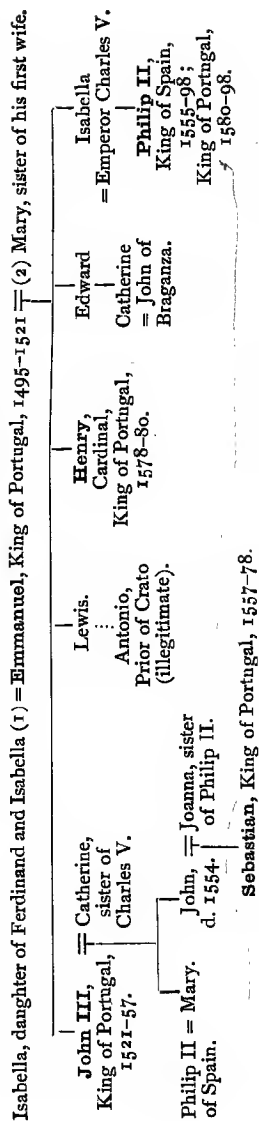 Isabella, daughter of Ferdinand and Isabella (1) = Emmanuel, King of Portugal, 1495-1521 = (2) Mary, sister of his first wife.
John III,
King of Portugal,
1521-57.
= Catherine,
sister of
Charles V.
Lewis.
Antonio,
Prior of Crato
(illegitimate).
Henry,
Cardinal,
King of Portugal,
1578-80.
Edward
Catherine
= John of
Braganza.
Isabella
= Emperor Charles V.
Philip II,
King of Spain,
1555-98;
King of Portugal,
1580-98.
Philip II = Mary.
of Spain.
John,
d. 1554.
= Joanna, sister
of Philip II.
Sebastian, King of Portugal, 1557-78.